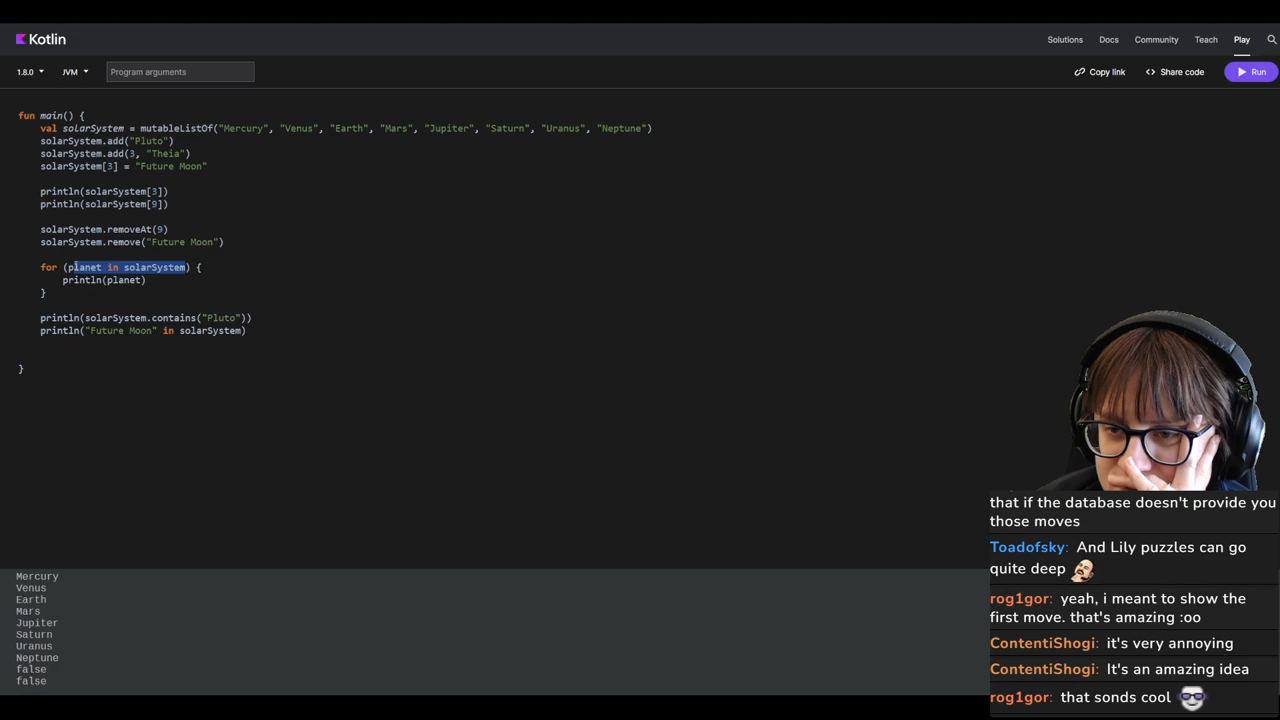 Kotlin
Solutions
Docs
Community
Teach
Play
1.8.0
JVM
Program arguments
Copy link
Share code
Run
fun main() {
    val solarSystem = mutableListOf("Mercury", "Venus", "Earth", "Mars", "Jupiter", "Saturn", "Uranus", "Neptune")
    solarSystem.add("Pluto")
    solarSystem.add(3, "Theia")
    solarSystem[3] = "Future Moon"
    println(solarSystem[3])
    println(solarSystem[9])
    solarSystem.removeAt(9)
    solarSystem.remove("Future Moon")
    for (planet in solarSystem) {
        println(planet)
    }
    println(solarSystem.contains("Pluto"))
    println("Future Moon" in solarSystem)
}
Mercury
Venus
Earth
Mars
Jupiter
Saturn
Uranus
Neptune
false
false
that if the database doesn't provide you
those moves
Toadofsky: And Lily puzzles can go
quite deep
rog1gor: yeah, i meant to show the
first move. that's amazing :oo
ContentiShogi: it's very annoying
ContentiShogi: It's an amazing idea
rog1gor: that sonds cool